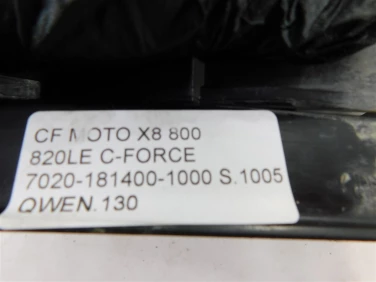 CF MOTO X8 800
820LE C-FORCE
7020-181400-1000 S.1005
QWEN.130